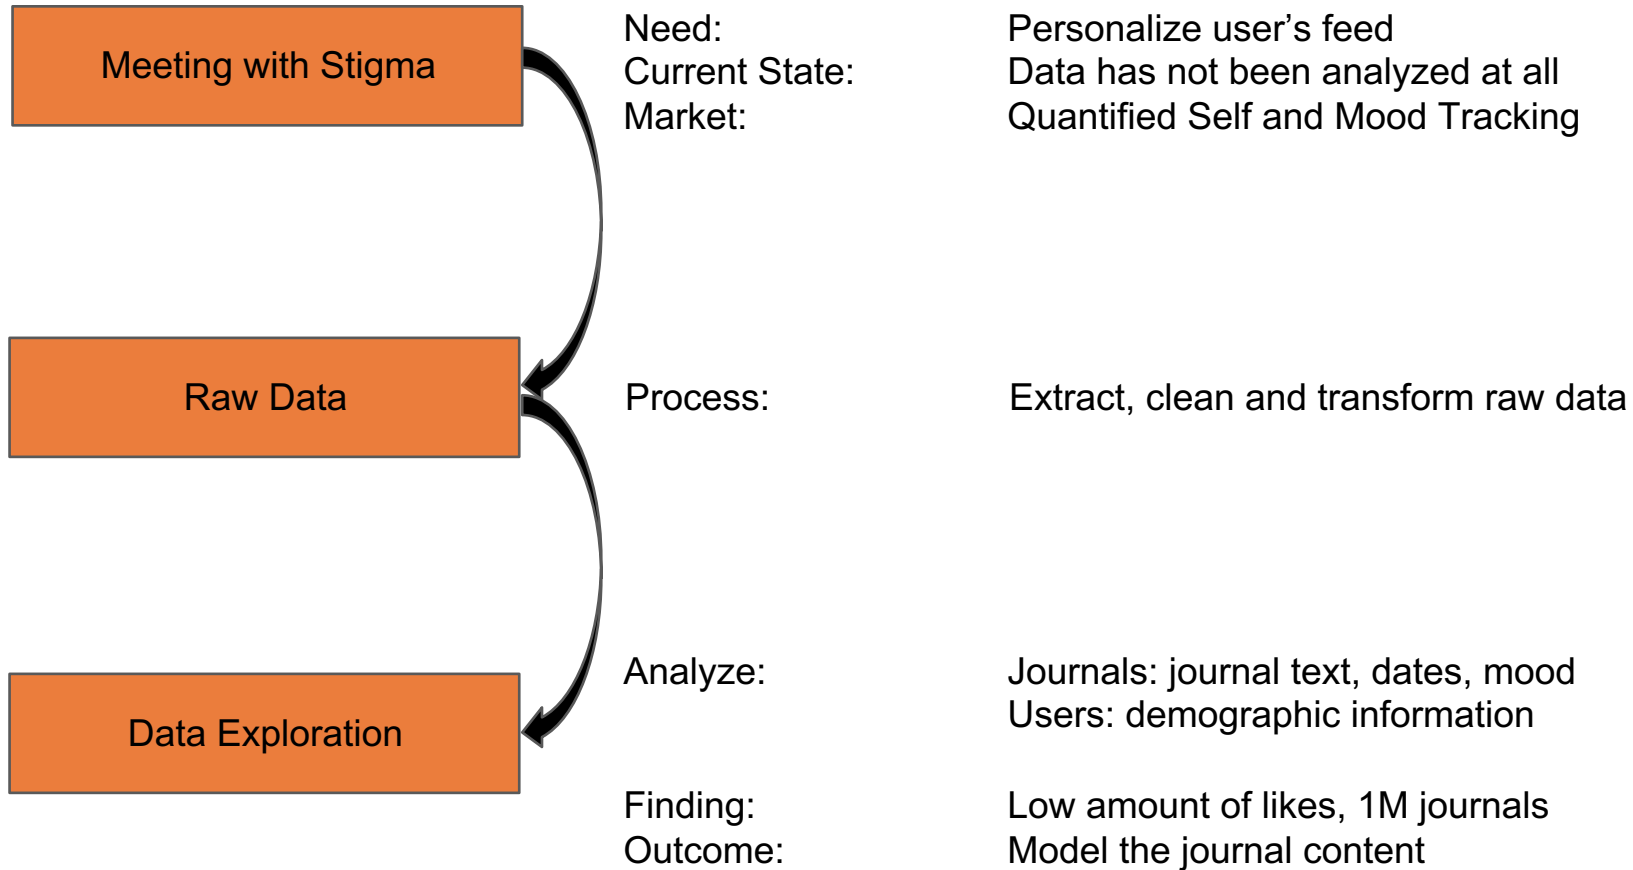 Meeting with Stigma
Need: Personalize user’s feed
Current State: Data has not been analyzed at all
Market: Quantified Self and Mood Tracking
Raw Data
Process: Extract, clean and transform raw data
Data Exploration
Analyze: Journals: journal text, dates, mood
Users: demographic information
Finding: Low amount of likes, 1M journals
Outcome: Model the journal content